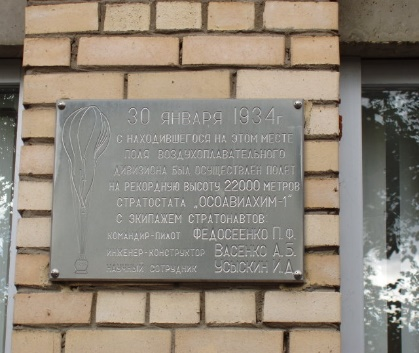 30 ЯНВАРЯ 1934г.
С НАХОДИВШЕГОСЯ НА ЭТОМ МЕСТЕ
ПОЛЯ ВОЗДУХОПЛАВАТЕЛЬНОГО
ДИВИЗИОНА БЫЛ ОСУЩЕСТВЛЕН ПОЛЕТ
НА РЕКОРДНУЮ ВЫСОТУ 22000 МЕТРОВ
СТРАТОСТАТА „ОСОАВИАХИМ-1"
С ЭКИПАЖЕМ СТРАТОНАВТОВ
КОМАНДИР-ПИЛОТ ФЕДОСЕЕНКО П.Ф.
ИНЖЕНЕР-КОНСТРУКТОР ВАСЕНКО А.Б.
НАУЧНЫЙ СОТРУДНИК УСЫСКИН И.Д.